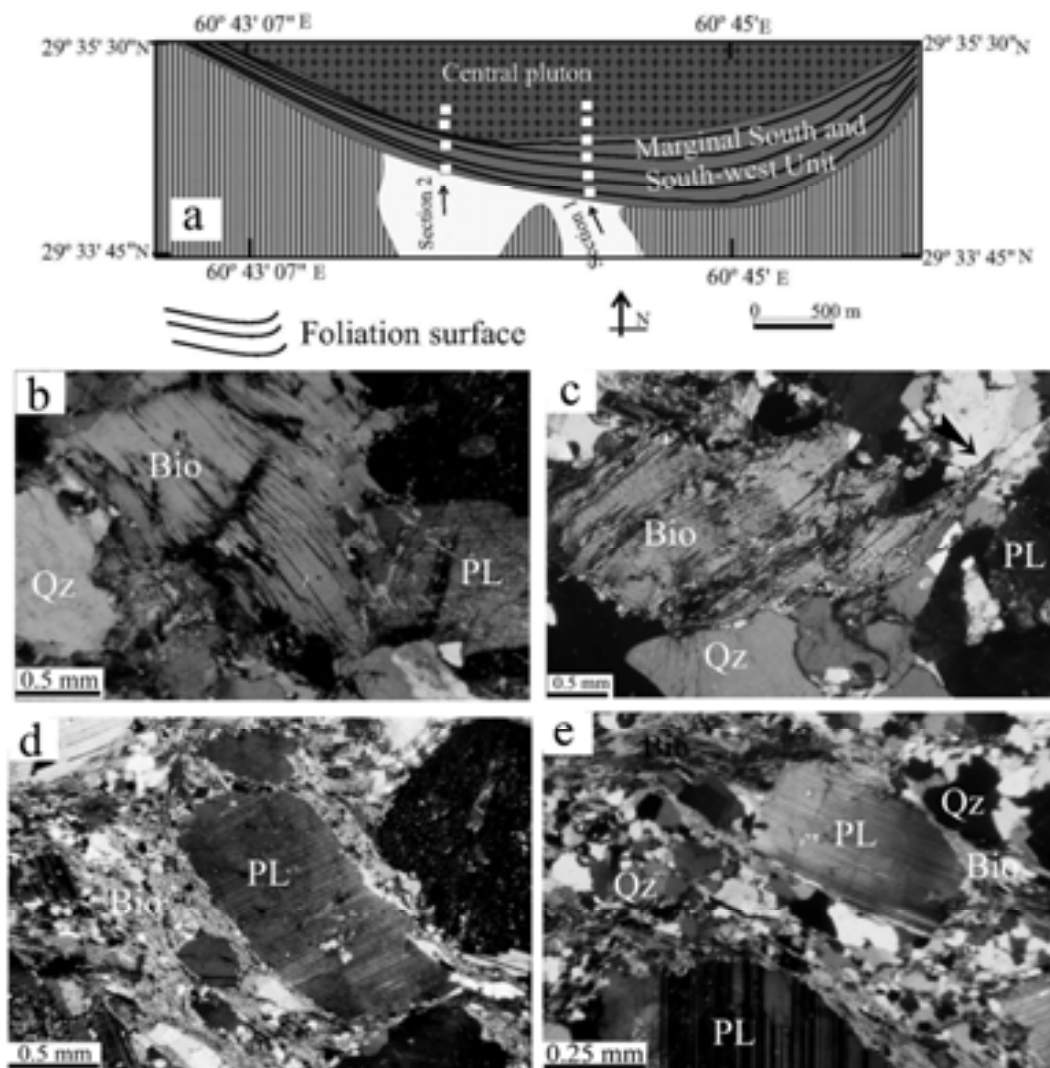 60° 43' 07" E
60° 45' E
29° 35' 30" N
29° 35' 30" N
Central pluton
Marginal South and
South-west Unit
Section 2
Section 1
a
29° 33' 45" N
29° 33' 45" N
60° 43' 07" E
60° 45' E
Foliation surface
N
0 500 m
b
Bio
Qz
PL
0.5 mm
c
Bio
PL
Qz
0.5 mm
d
PL
Bio
0.5 mm
e
Bio
Qz
PL
Bio
Qz
PL
0.25 mm